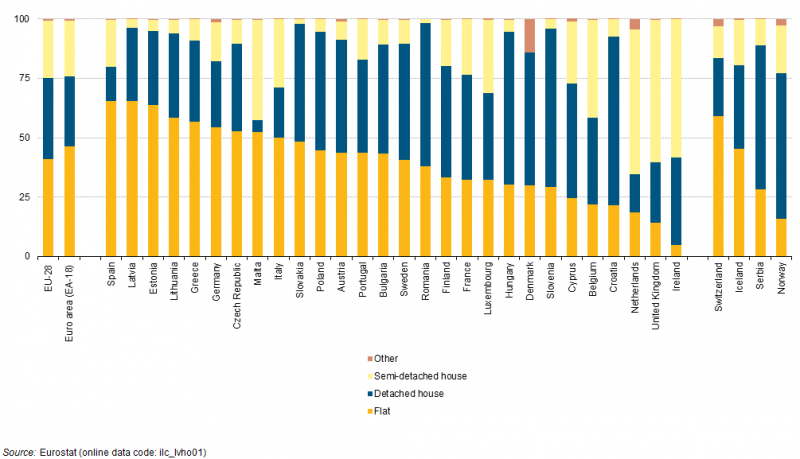 100
75
50
25
0
EU-28
Euro area (EA-18)
Spain
Latvia
Estonia
Lithuania
Greece
Germany
Czech Republic
Malta
Italy
Slovakia
Poland
Austria
Portugal
Bulgaria
Sweden
Romania
Finland
France
Luxembourg
Hungary
Denmark
Slovenia
Cyprus
Belgium
Croatia
Netherlands
United Kingdom
Ireland
Switzerland
Iceland
Serbia
Norway
Other
Semi-detached house
Detached house
Flat
Source: Eurostat (online data code: ilc_lvho01)